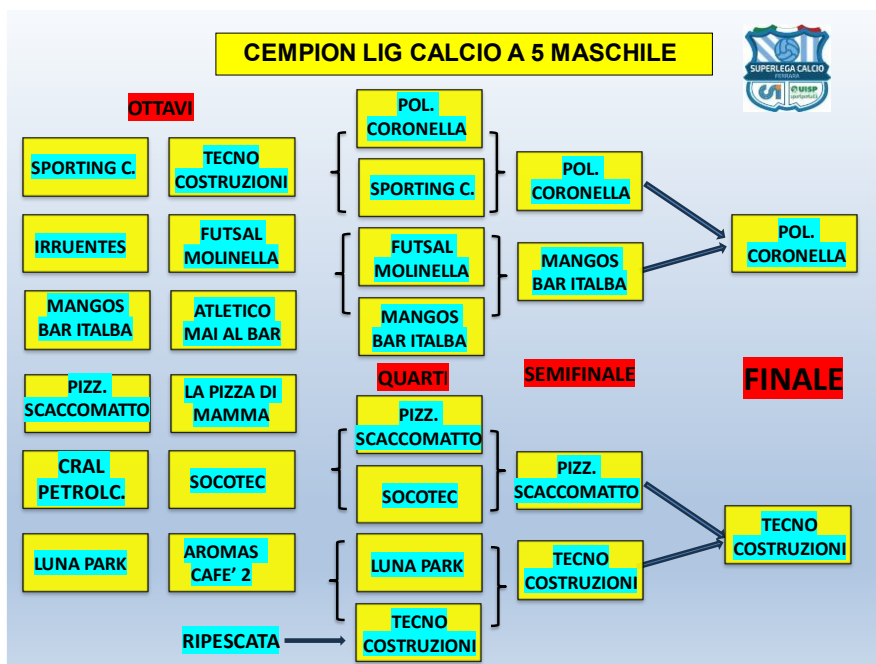 CEMPION LIG CALCIO A 5 MASCHILE
SUPERLEGA CALCIO
FERRARA
UISP
sportpertutti
OTTAVI
SPORTING C.
TECNO
COSTRUZIONI
IRRUENTES
FUTSAL
MOLINELLA
MANGOS
BAR ITALBA
ATLETICO
MAI AL BAR
PIZZ.
SCACCOMATTO
LA PIZZA DI
MAMMA
CRAL
PETROLC.
SOCOTEC
LUNA PARK
AROMAS
CAFE' 2
RIPESCATA
POL.
CORONELLA
SPORTING C.
FUTSAL
MOLINELLA
MANGOS
BAR ITALBA
QUARTI
PIZZ.
SCACCOMATTO
SOCOTEC
LUNA PARK
TECNO
COSTRUZIONI
POL.
CORONELLA
MANGOS
BAR ITALBA
SEMIFINALE
PIZZ.
SCACCOMATTO
TECNO
COSTRUZIONI
POL.
CORONELLA
FINALE
TECNO
COSTRUZIONI